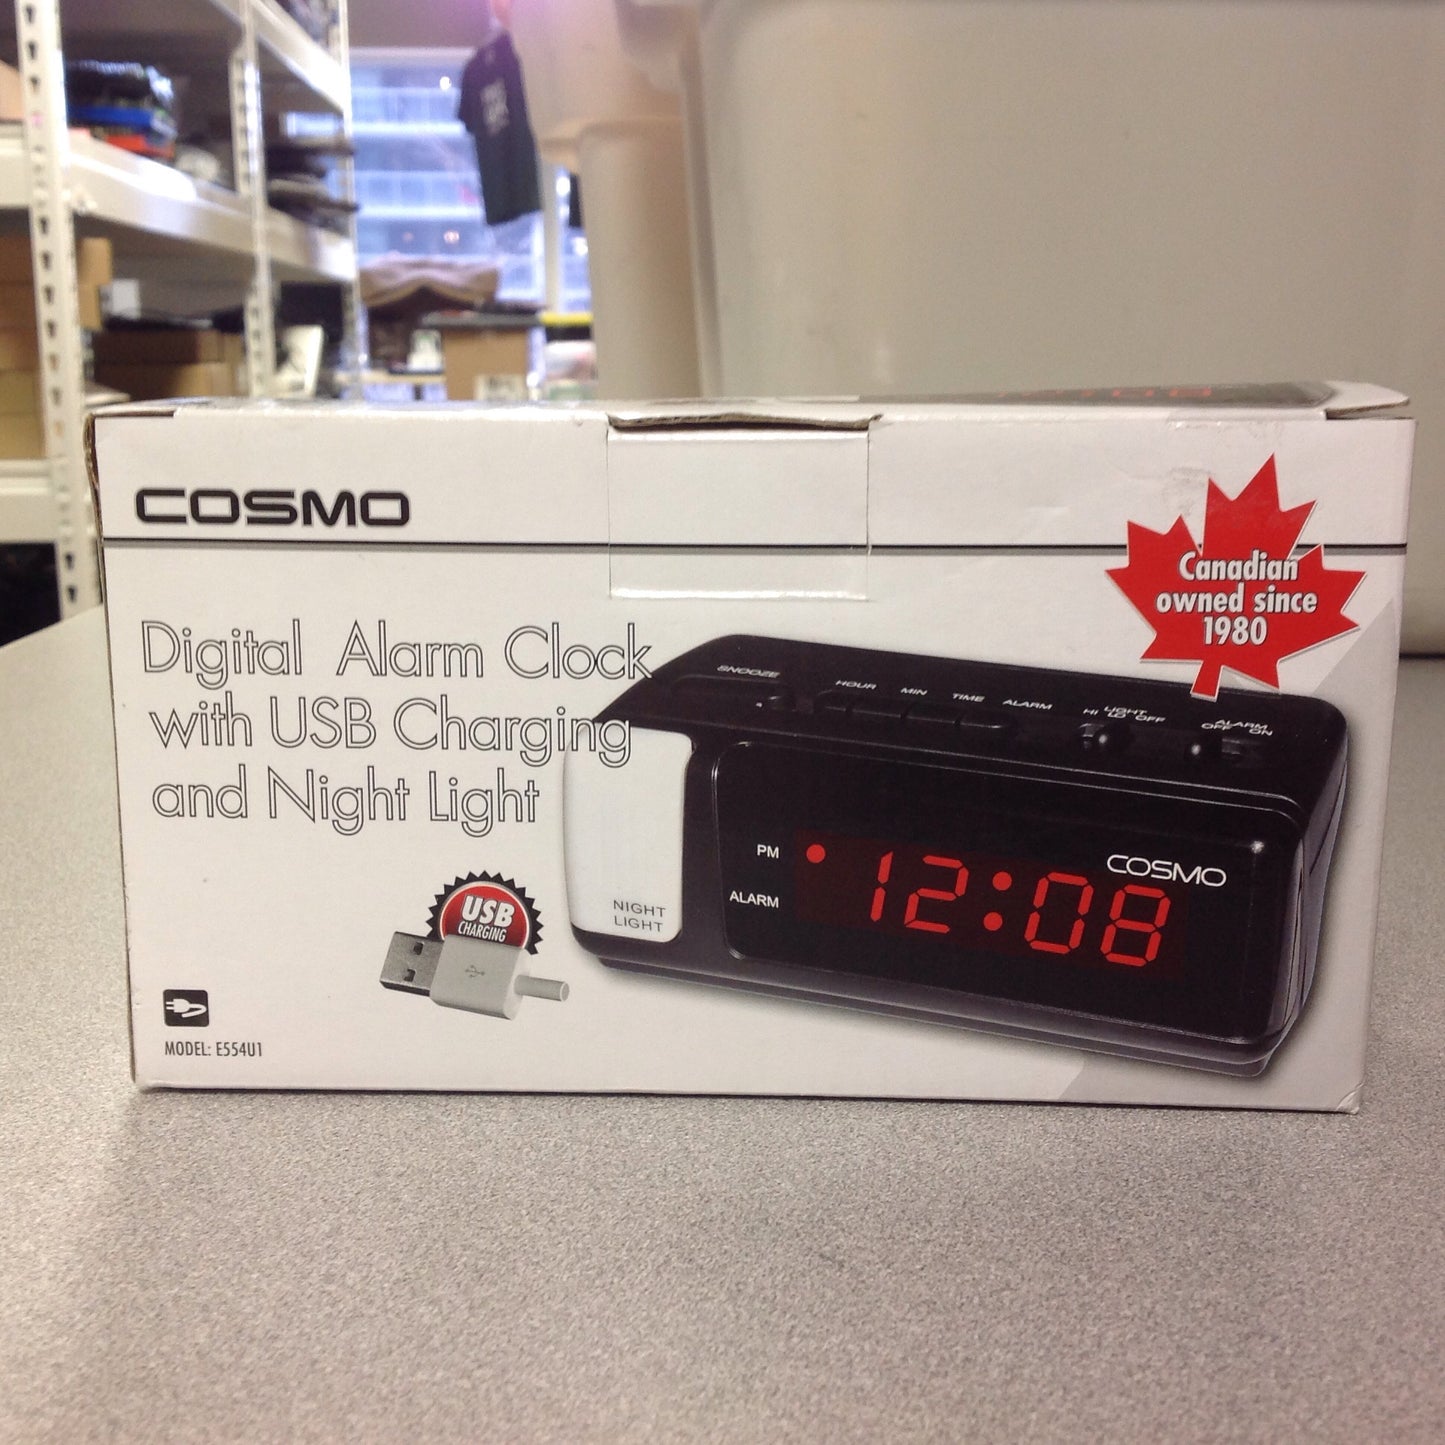 COSMO
Canadian
owned since
1980
Digital Alarm Clock
with USB Charging
and Night Light
SNOOZE
HOUR MIN TIME ALARM
LIGHT
HI LO OFF
ALARM
OFF ON
PM
ALARM
12:08
COSMO
NIGHT
LIGHT
USB
CHARGING
MODEL: E554U1